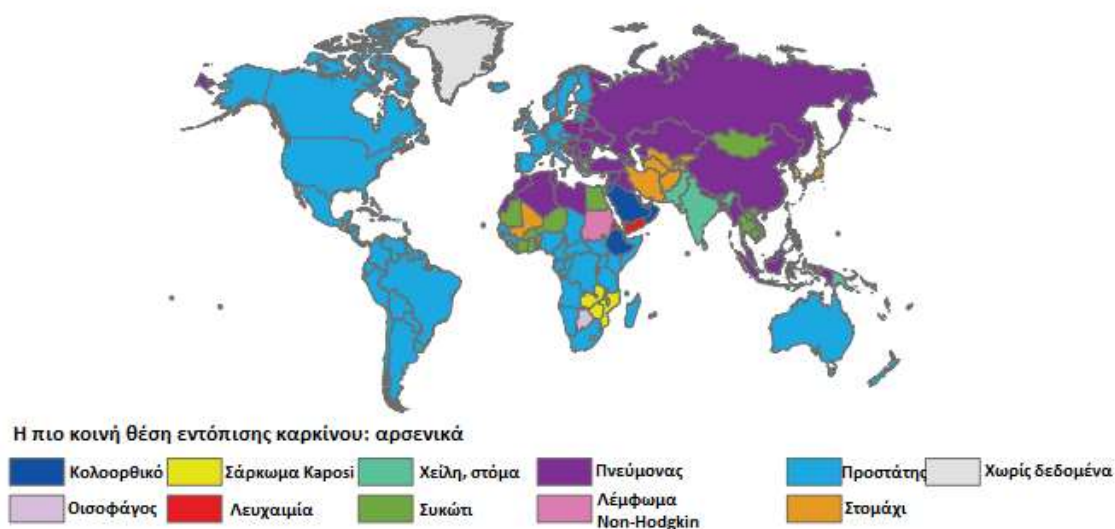 Η πιο κοινή θέση εντόπισης καρκίνου: αρσενικά
Κολοορθικό
Σάρκωμα Kaposi
Χείλη, στόμα
Πνεύμονας
Προστάτης
Χωρίς δεδομένα
Οισοφάγος
Λευχαιμία
Συκώτι
Λέμφωμα
Non-Hodgkin
Στομάχι